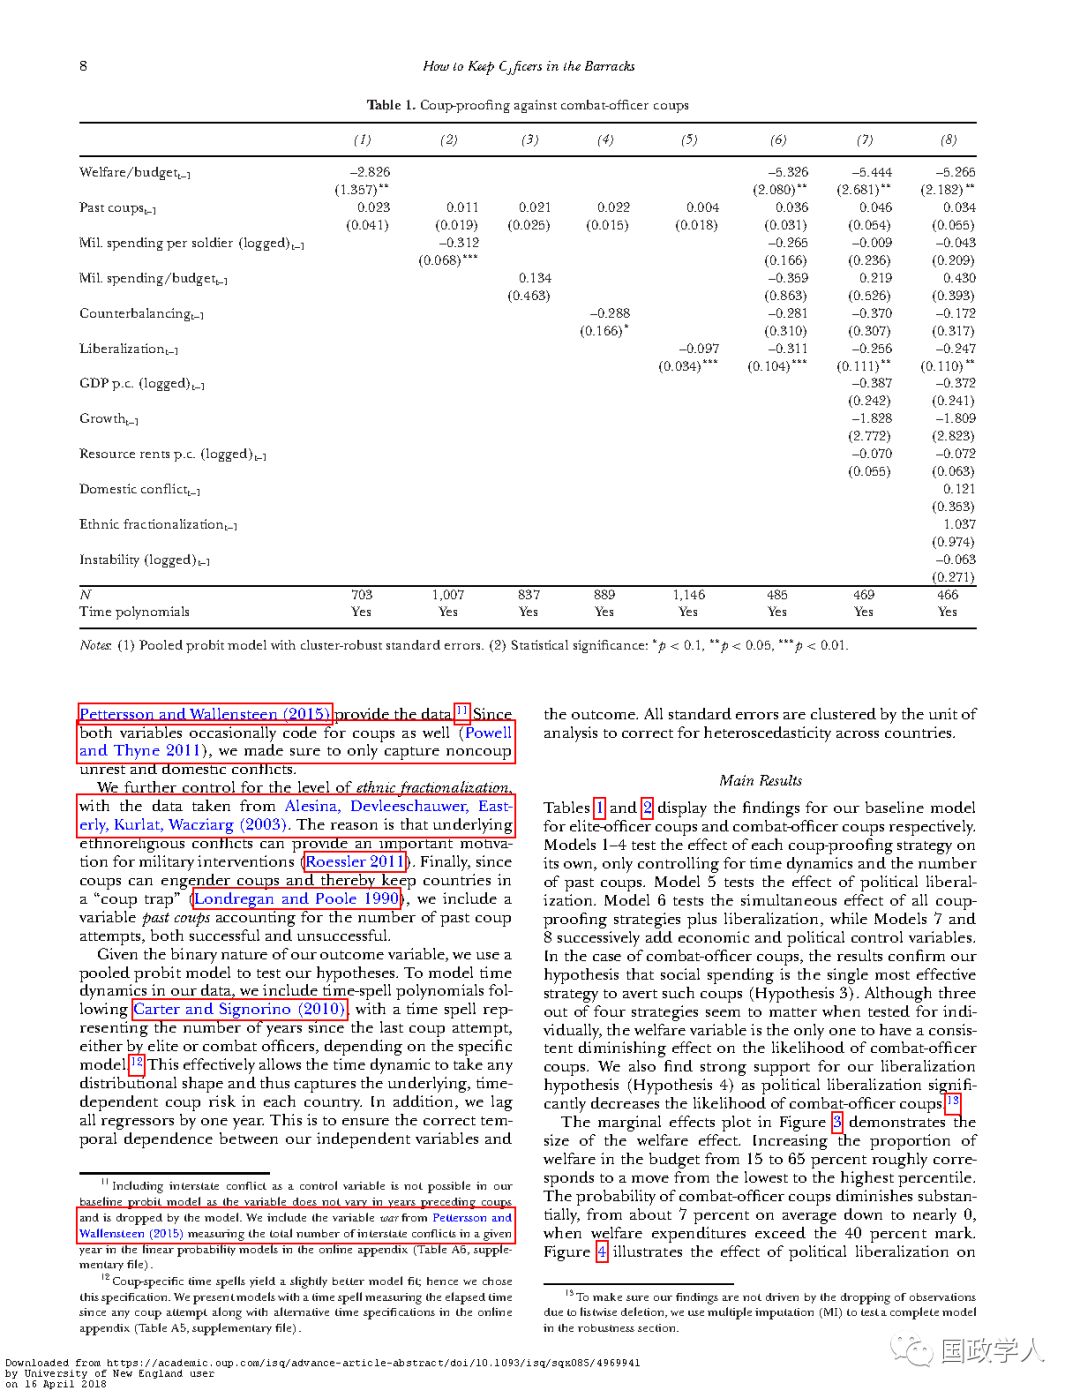 8
How to Keep Officers in the Barracks
Table 1. Coup-proofing against combat-officer coups
(1) (2) (3) (4) (5) (6) (7) (8)
Welfare/budgett–1 –2.826 –5.326 –5.444 –5.265
(1.357)** (2.080)** (2.681)** (2.182)**
Past coupst–1 0.023 0.011 0.021 0.022 0.004 0.036 0.046 0.034
(0.041) (0.019) (0.025) (0.015) (0.018) (0.031) (0.054) (0.055)
Mil. spending per soldier (logged)t–1 –0.312 –0.265 –0.009 –0.043
(0.068)*** (0.166) (0.236) (0.209)
Mil. spending/budgett–1 0.134 –0.359 0.219 0.430
(0.463) (0.863) (0.526) (0.393)
Counterbalancingt–1 –0.288 –0.281 –0.370 –0.172
(0.166)* (0.310) (0.307) (0.317)
Liberalizationt–1 –0.097 –0.311 –0.256 –0.247
(0.034)*** (0.104)*** (0.111)** (0.110)**
GDP p.c. (logged)t–1 –0.387 –0.372
(0.242) (0.241)
Growtht–1 –1.828 –1.809
(2.772) (2.823)
Resource rents p.c. (logged)t–1 –0.070 –0.072
(0.055) (0.063)
Domestic conflictt–1 0.121
(0.353)
Ethnic fractionalizationt–1 1.037
(0.974)
Instability (logged)t–1 –0.063
(0.271)
N 703 1,007 837 889 1,146 485 469 466
Time polynomials Yes Yes Yes Yes Yes Yes Yes Yes
Notes: (1) Pooled probit model with cluster-robust standard errors. (2) Statistical significance: *p < 0.1, **p < 0.05, ***p < 0.01.
Pettersson and Wallensteen (2015) provide the data.11 Since
both variables occasionally code for coups as well (Powell
and Thyne 2011), we made sure to only capture noncoup
unrest and domestic conflicts.
We further control for the level of ethnic fractionalization,
with the data taken from Alesina, Devleeschauwer, East-
erly, Kurlat, Wacziarg (2003). The reason is that underlying
ethnoreligious conflicts can provide an important motiva-
tion for military interventions (Roessler 2011). Finally, since
coups can engender coups and thereby keep countries in
a “coup trap” (Londregan and Poole 1990), we include a
variable past coups accounting for the number of past coup
attempts, both successful and unsuccessful.
Given the binary nature of our outcome variable, we use a
pooled probit model to test our hypotheses. To model time
dynamics in our data, we include time-spell polynomials fol-
lowing Carter and Signorino (2010), with a time spell rep-
resenting the number of years since the last coup attempt,
either by elite or combat officers, depending on the specific
model.12 This effectively allows the time dynamic to take any
distributional shape and thus captures the underlying, time-
dependent coup risk in each country. In addition, we lag
all regressors by one year. This is to ensure the correct tem-
poral dependence between our independent variables and
11 Including interstate conflict as a control variable is not possible in our
baseline probit model as the variable does not vary in years preceding coups
and is dropped by the model. We include the variable war from Pettersson and
Wallensteen (2015) measuring the total number of interstate conflicts in a given
year in the linear probability models in the online appendix (Table A6, supple-
mentary file).
12 Coup-specific time spells yield a slightly better model fit; hence we chose
this specification. We present models with a time spell measuring the elapsed time
since any coup attempt along with alternative time specifications in the online
appendix (Table A5, supplementary file).
the outcome. All standard errors are clustered by the unit of
analysis to correct for heteroscedasticity across countries.
Main Results
Tables 1 and 2 display the findings for our baseline model
for elite-officer coups and combat-officer coups respectively.
Models 1–4 test the effect of each coup-proofing strategy on
its own, only controlling for time dynamics and the number
of past coups. Model 5 tests the effect of political liberal-
ization. Model 6 tests the simultaneous effect of all coup-
proofing strategies plus liberalization, while Models 7 and
8 successively add economic and political control variables.
In the case of combat-officer coups, the results confirm our
hypothesis that social spending is the single most effective
strategy to avert such coups (Hypothesis 3). Although three
out of four strategies seem to matter when tested for indi-
vidually, the welfare variable is the only one to have a consis-
tent diminishing effect on the likelihood of combat-officer
coups. We also find strong support for our liberalization
hypothesis (Hypothesis 4) as political liberalization signifi-
cantly decreases the likelihood of combat-officer coups.13
The marginal effects plot in Figure 3 demonstrates the
size of the welfare effect. Increasing the proportion of
welfare in the budget from 15 to 65 percent roughly corre-
sponds to a move from the lowest to the highest percentile.
The probability of combat-officer coups diminishes substan-
tially, from about 7 percent on average down to nearly 0,
when welfare expenditures exceed the 40 percent mark.
Figure 4 illustrates the effect of political liberalization on
13 To make sure our findings are not driven by the dropping of observations
due to listwise deletion, we use multiple imputation (MI) to test a complete model
in the robustness section.
国政学人
Downloaded from https://academic.oup.com/isq/advance-article-abstract/doi/10.1093/isq/sqx085/4969941
by University of New England user
on 16 April 2018